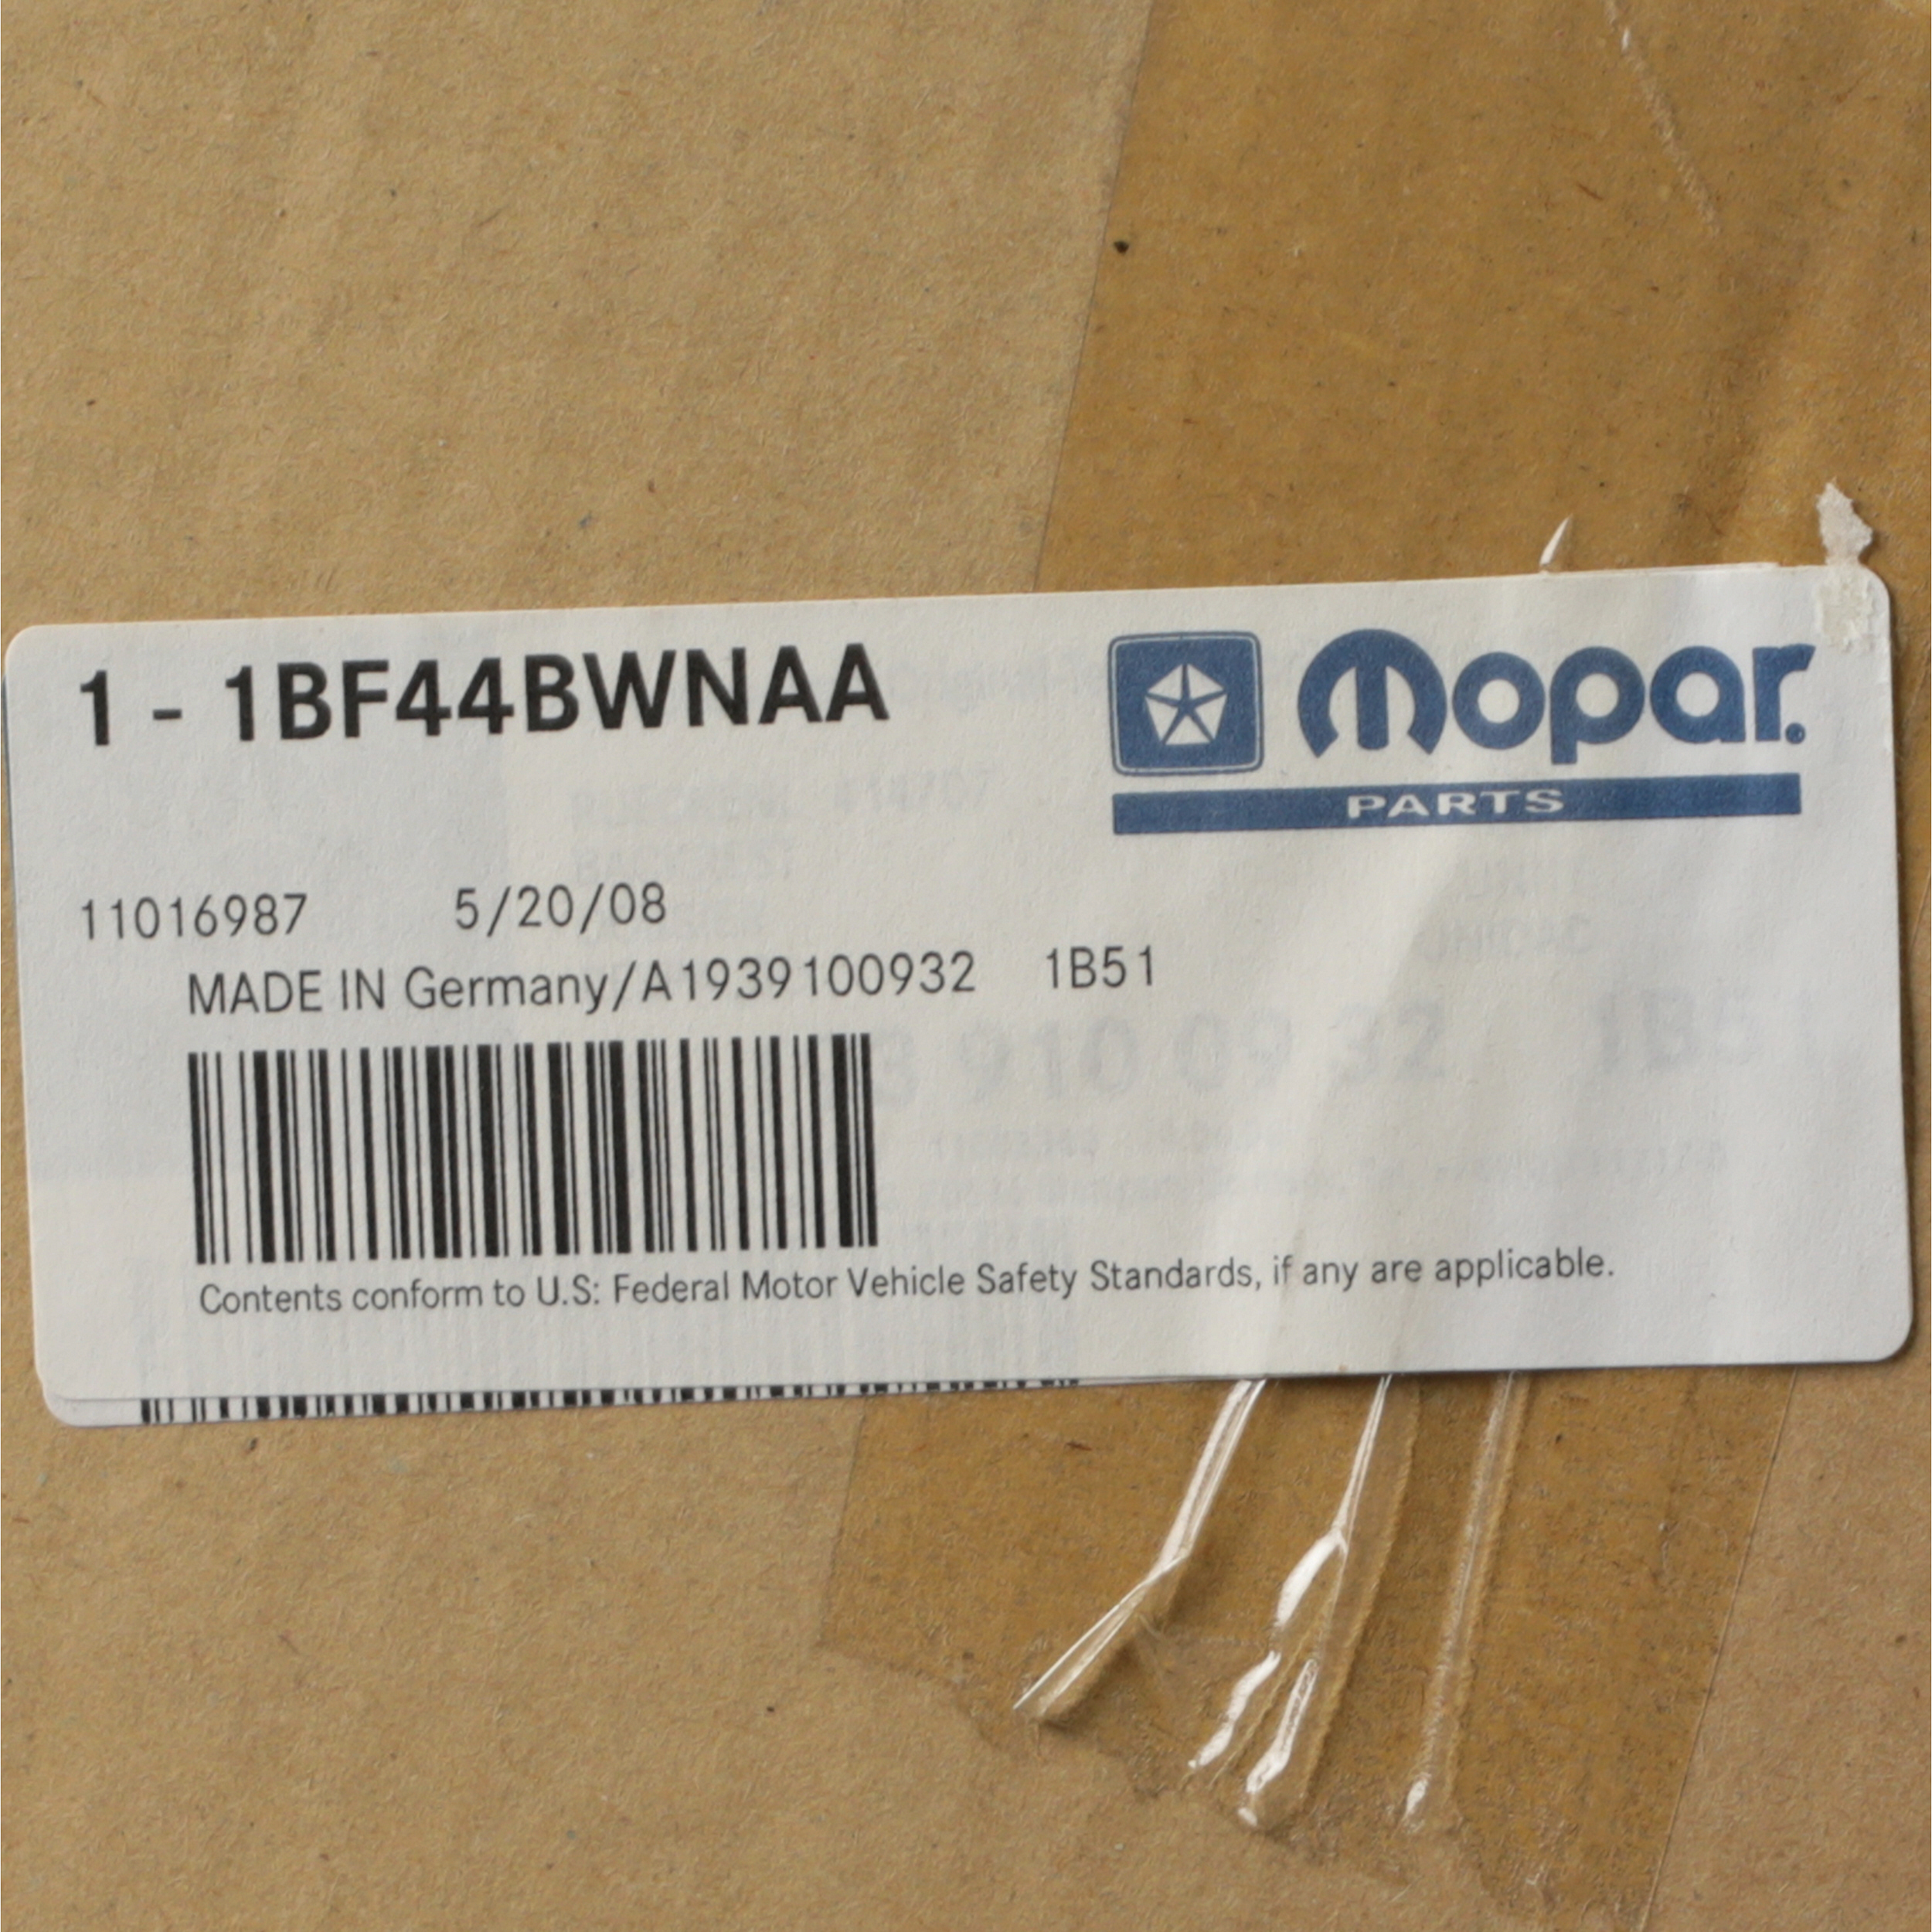 1 - 1BF44BWNAA
Mopar.
PARTS
11016987 5/20/08
MADE IN Germany/A1939100932 1B51
Contents conform to U.S: Federal Motor Vehicle Safety Standards, if any are applicable.